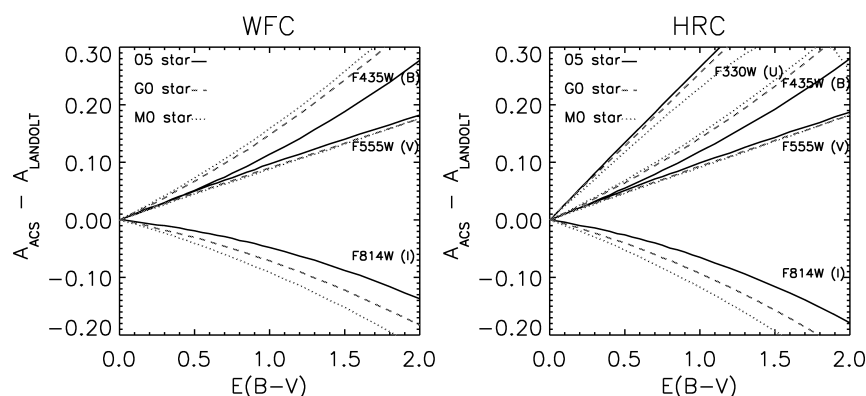 WFC
A_ACS − A_LANDOLT
0.30
0.20
0.10
0.00
−0.10
−0.20
O5 star
G0 star
M0 star
F435W (B)
F555W (V)
F814W (I)
0.0 0.5 1.0 1.5 2.0
E(B−V)
HRC
A_ACS − A_LANDOLT
0.30
0.20
0.10
0.00
−0.10
−0.20
O5 star
G0 star
M0 star
F330W (U)
F435W (B)
F555W (V)
F814W (I)
0.0 0.5 1.0 1.5 2.0
E(B−V)